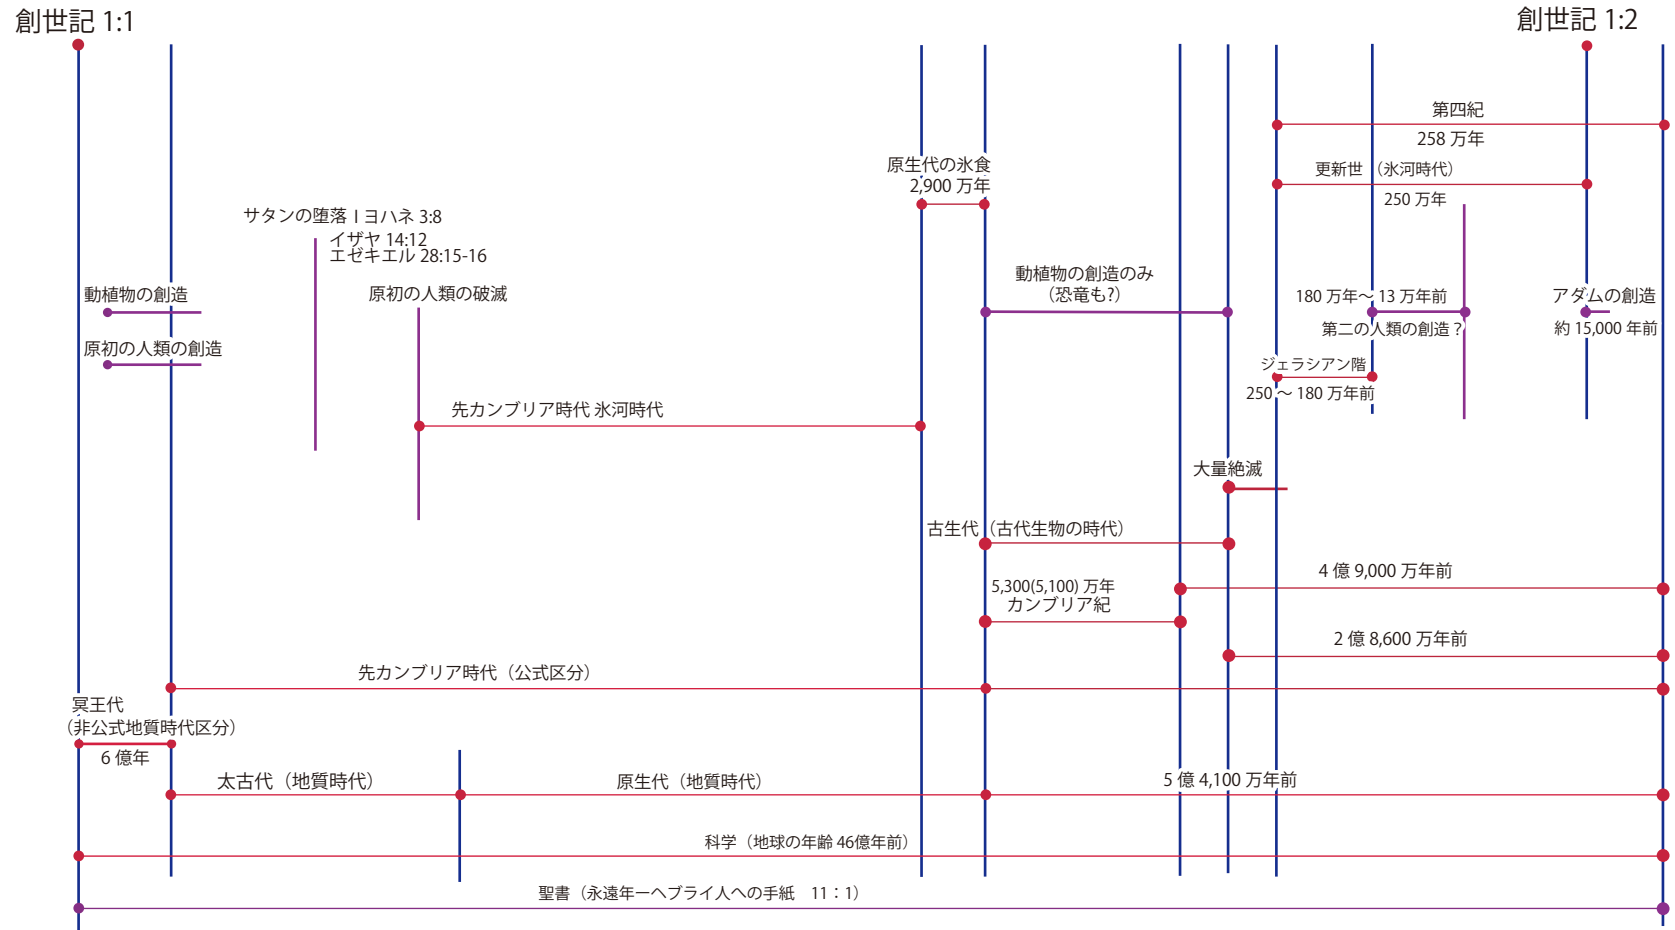 創世記 1:1
創世記 1:2
第四紀
258 万年
原生代の氷食
2,900 万年
更新世 （氷河時代）
250 万年
サタンの堕落 I ヨハネ 3:8
イザヤ 14:12
エゼキエル 28:15-16
動植物の創造
原初の人類の破滅
動植物の創造のみ
（恐竜も?）
180 万年〜 13 万年前
第二の人類の創造 ?
アダムの創造
約 15,000 年前
原初の人類の創造
ジェラシアン階
250 〜 180 万年前
先カンブリア時代 氷河時代
大量絶滅
古生代（古代生物の時代）
5,300(5,100) 万年
カンブリア紀
4 億 9,000 万年前
2 億 8,600 万年前
先カンブリア時代（公式区分）
冥王代
（非公式地質時代区分）
6 億年
太古代（地質時代）
原生代（地質時代）
5 億 4,100 万年前
科学（地球の年齢 46億年前）
聖書（永遠年ーヘブライ人への手紙　11：1）